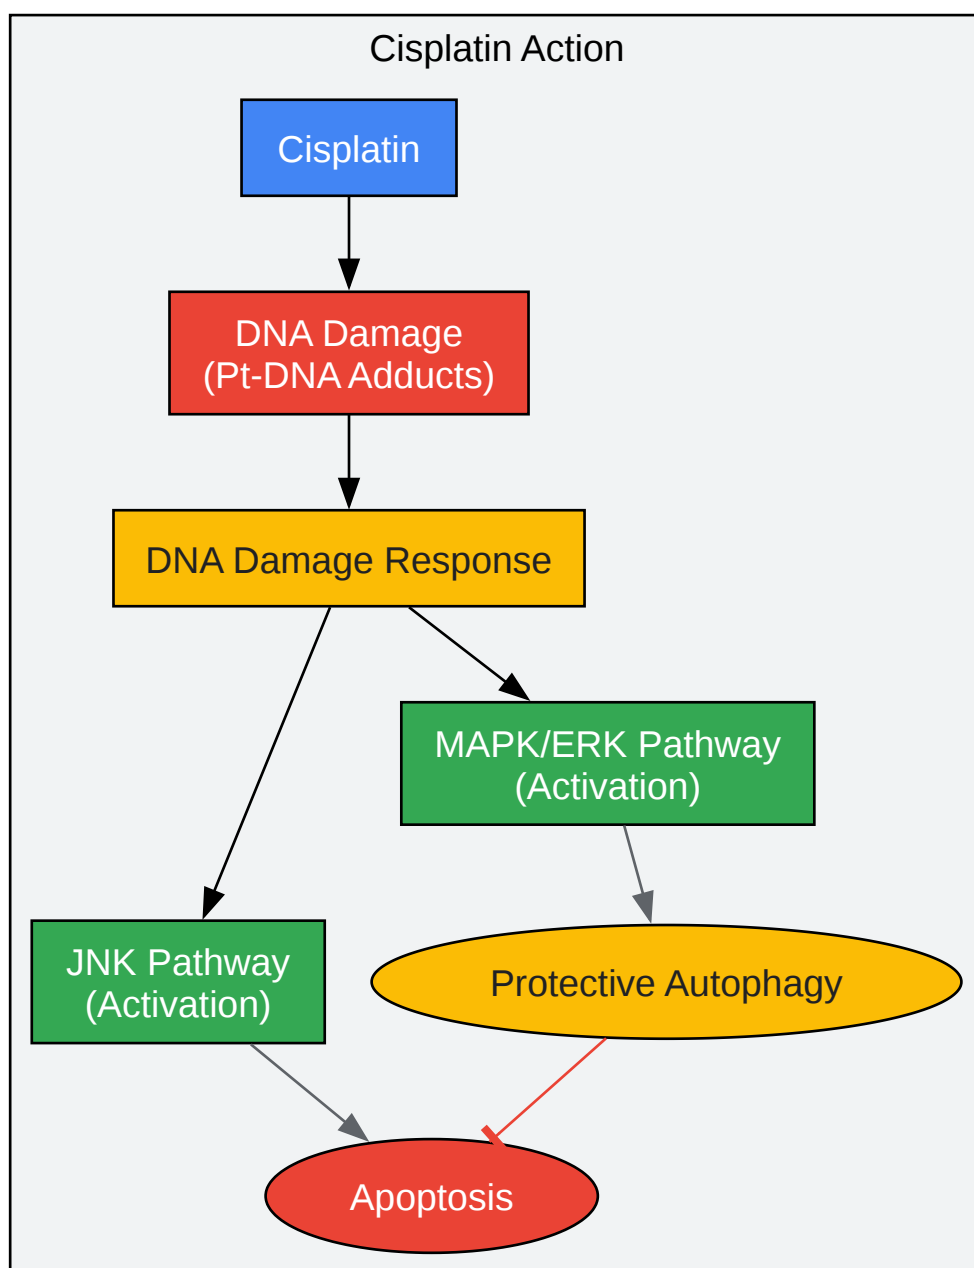 Cisplatin Action
Cisplatin
DNA Damage
(Pt-DNA Adducts)
DNA Damage Response
MAPK/ERK Pathway
(Activation)
JNK Pathway
(Activation)
Protective Autophagy
Apoptosis